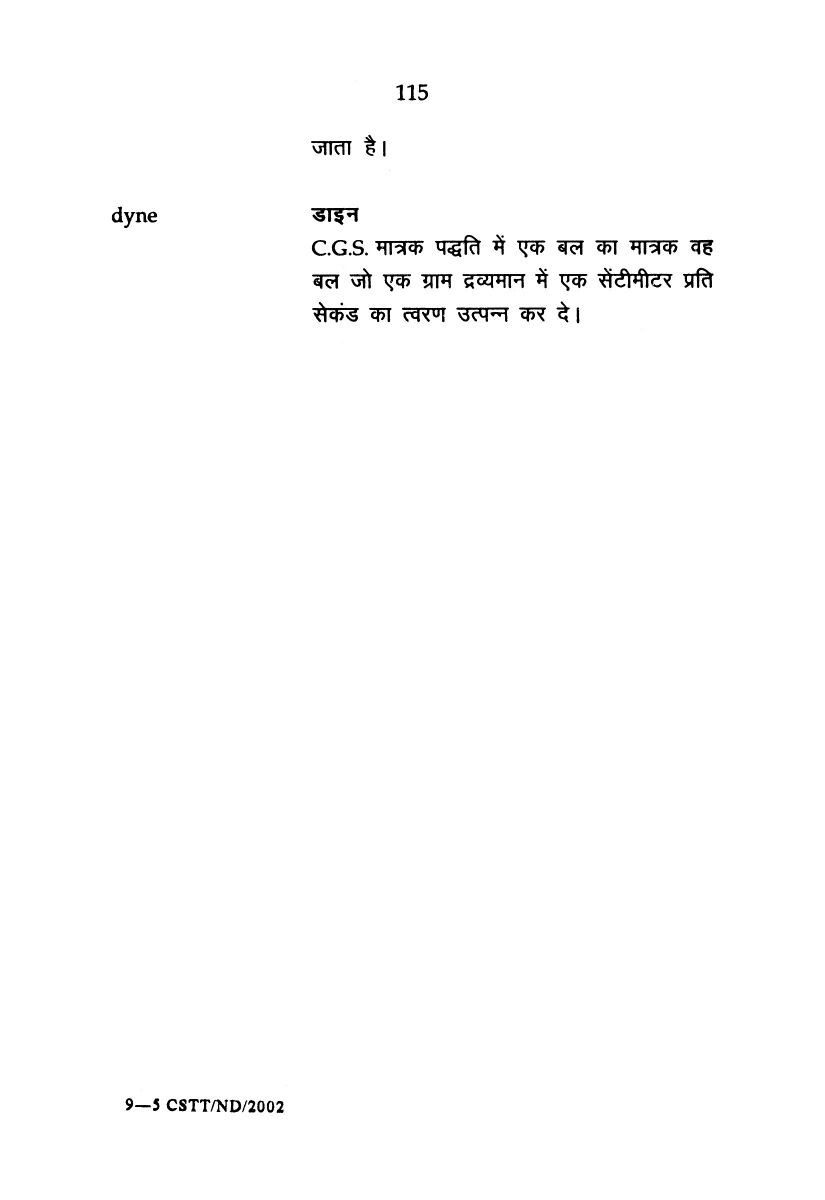 115
जाता है।
dyne डाइन
C.G.S. मात्रक पद्धति में एक बल का मात्रक वह
बल जो एक ग्राम द्रव्यमान में एक सेंटीमीटर प्रति
सेकंड का त्वरण उत्पन्न कर दे।
9—5 CSTT/ND/2002